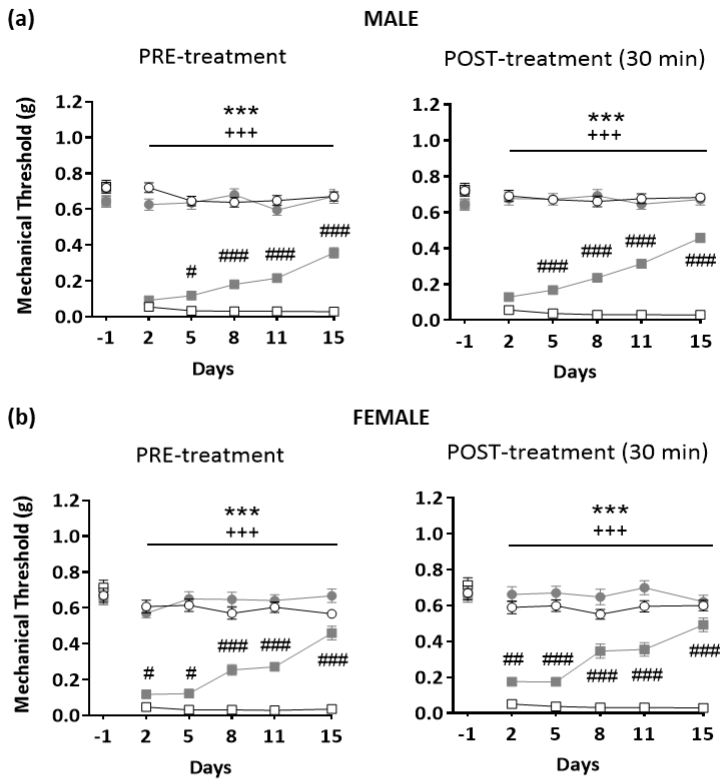 (a) MALE
PRE-treatment POST-treatment (30 min)
Mechanical Threshold (g)
1.2 1.0 0.8 0.6 0.4 0.2 0.0
***
+++
# ### ### ###
-1 2 5 8 11 15
Days
1.2 1.0 0.8 0.6 0.4 0.2 0.0
***
+++
### ### ### ###
-1 2 5 8 11 15
Days
(b) FEMALE
PRE-treatment POST-treatment (30 min)
Mechanical Threshold (g)
1.2 1.0 0.8 0.6 0.4 0.2 0.0
***
+++
# # ### ### ###
-1 2 5 8 11 15
Days
1.2 1.0 0.8 0.6 0.4 0.2 0.0
***
+++
## ### ### ### ###
-1 2 5 8 11 15
Days